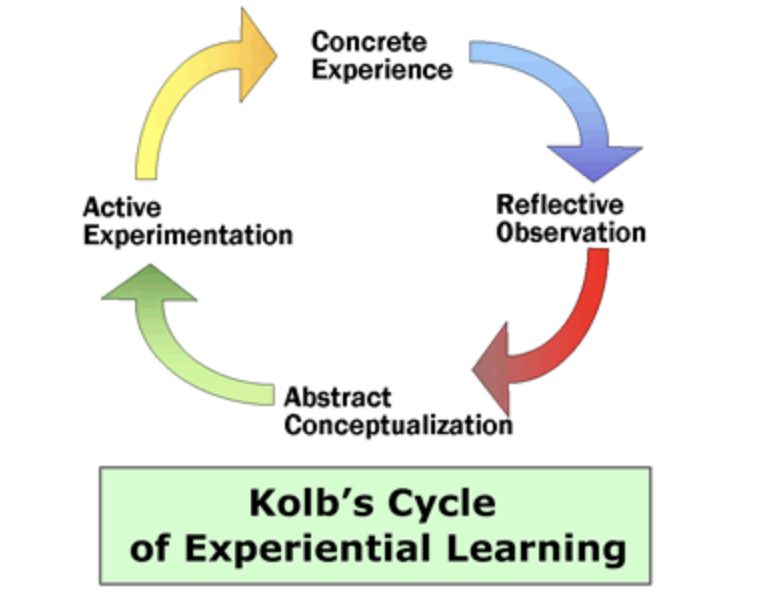 Concrete
Experience
Reflective
Observation
Abstract
Conceptualization
Active
Experimentation
Kolb's Cycle
of Experiential Learning